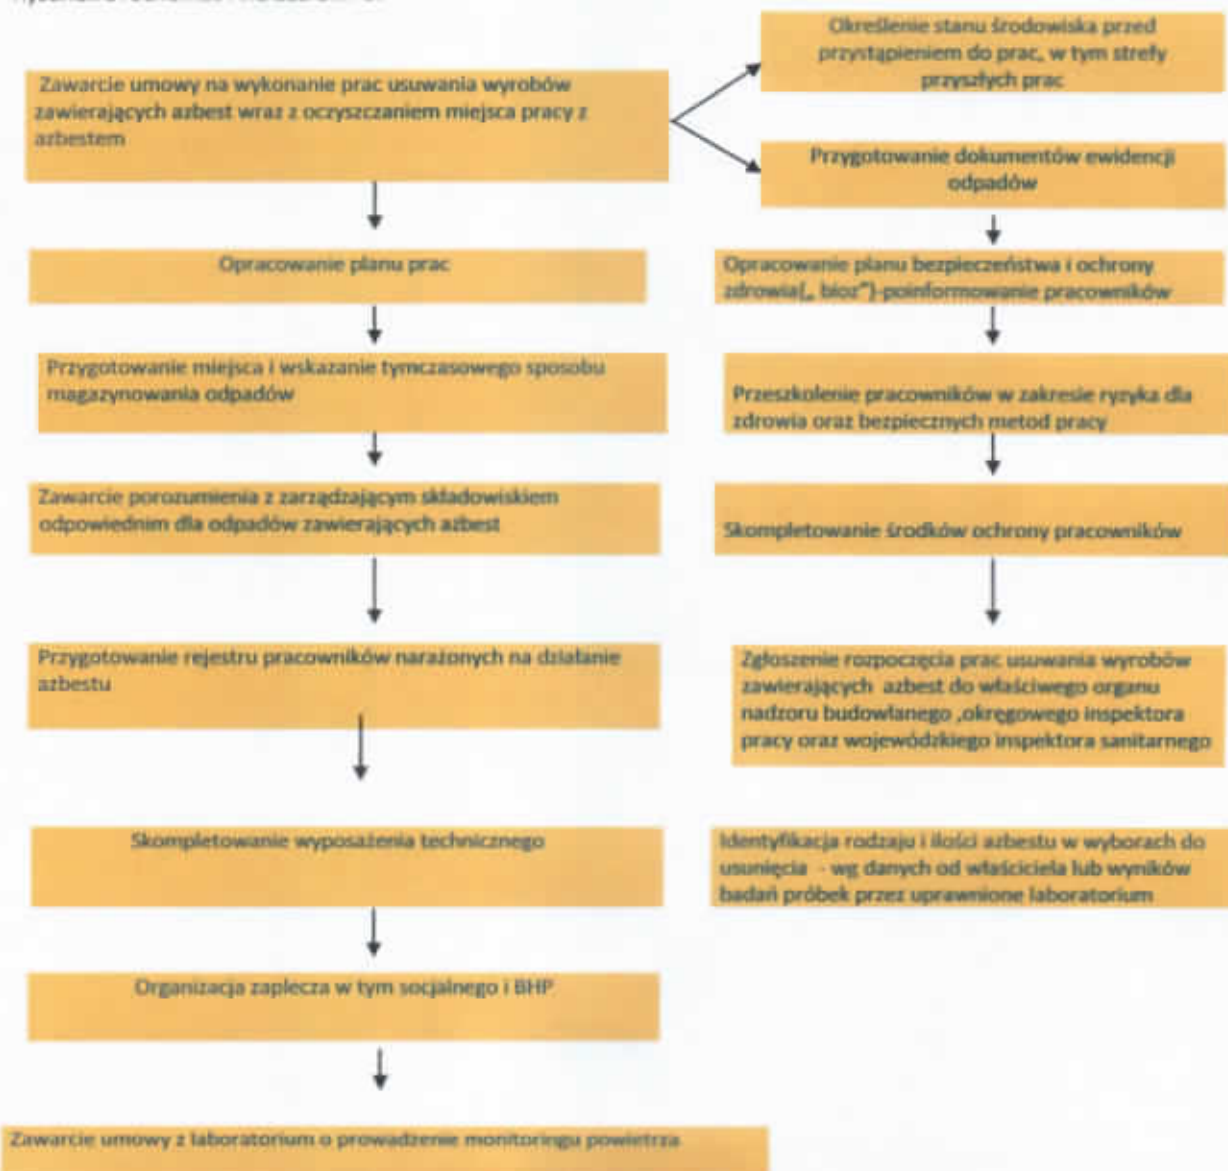 Zawarcie umowy na wykonanie prac usuwania wyrobów
zawierających azbest wraz z oczyszczaniem miejsca pracy z
azbestem
Określenie stanu środowiska przed
przystąpieniem do prac, w tym strefy
przyszłych prac
Przygotowanie dokumentów ewidencji
odpadów
Opracowanie planu prac
Opracowanie planu bezpieczeństwa i ochrony
zdrowia(„ bioz")-poinformowanie pracowników
Przygotowanie miejsca i wskazanie tymczasowego sposobu
magazynowania odpadów
Przeszkolenie pracowników w zakresie ryzyka dla
zdrowia oraz bezpiecznych metod pracy
Zawarcie porozumienia z zarządzającym składowiskiem
odpowiednim dla odpadów zawierających azbest
Skompletowanie środków ochrony pracowników
Przygotowanie rejestru pracowników narażonych na działanie
azbestu
Zgłoszenie rozpoczęcia prac usuwania wyrobów
zawierających azbest do właściwego organu
nadzoru budowlanego ,okręgowego inspektora
pracy oraz wojewódzkiego inspektora sanitarnego
Skompletowanie wyposażenia technicznego
Identyfikacja rodzaju i ilości azbestu w wyborach do
usunięcia - wg danych od właściciela lub wyników
badań próbek przez uprawnione laboratorium
Organizacja zaplecza w tym socjalnego i BHP
Zawarcie umowy z laboratorium o prowadzenie monitoringu powietrza